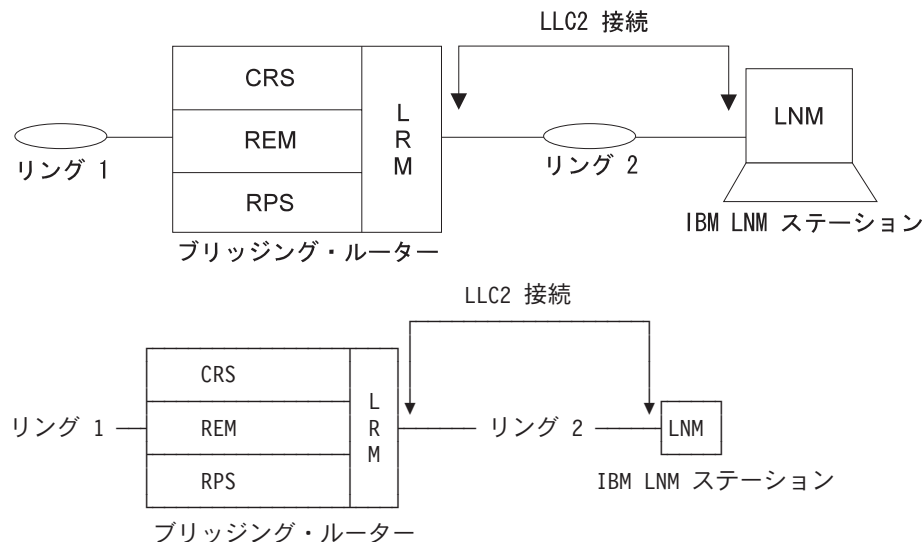 LLC2 接続
CRS
REM
RPS
L
R
M
LNM
リング 1
リング 2
IBM LNM ステーション
ブリッジング・ルーター
LLC2 接続
CRS
REM
RPS
L
R
M
リング 1
リング 2
LNM
IBM LNM ステーション
ブリッジング・ルーター